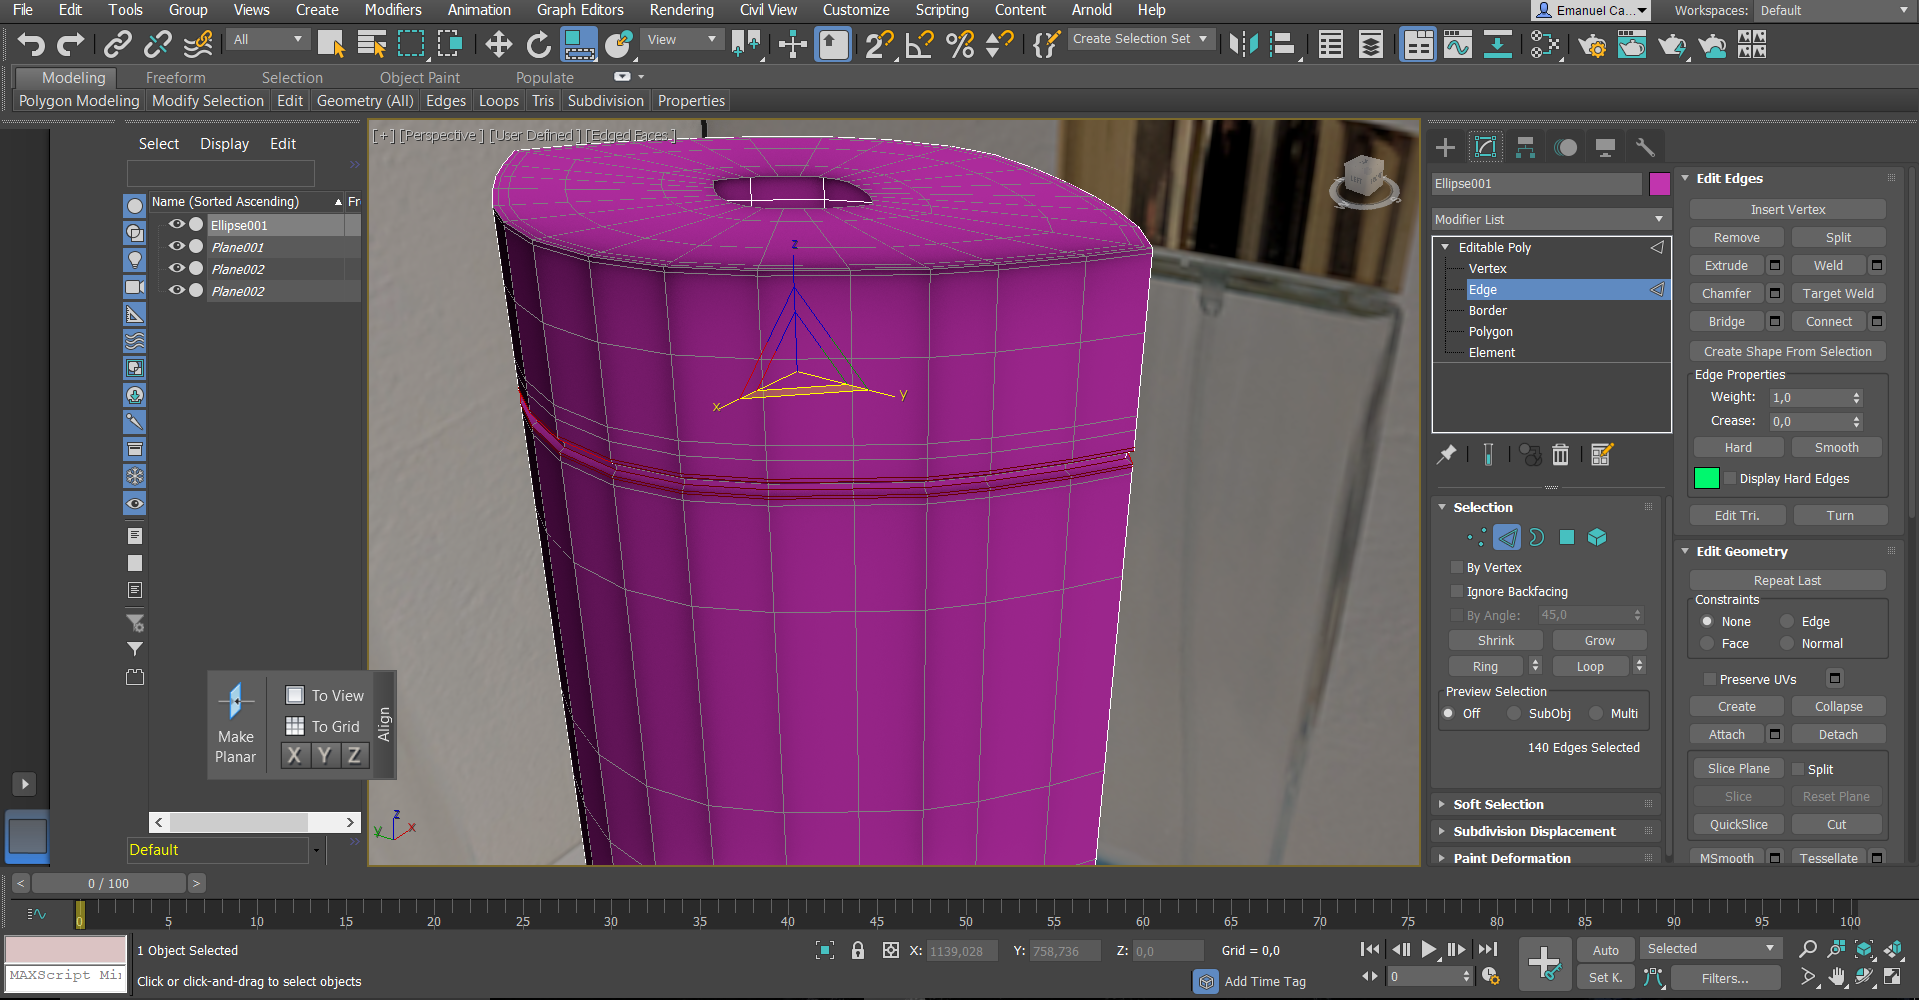 File Edit Tools Group Views Create Modifiers Animation Graph Editors Rendering Civil View Customize Scripting Content Arnold Help
Emanuel Ca...
Workspaces: Default
All
View
Create Selection Set
Modeling Freeform Selection Object Paint Populate
Polygon Modeling Modify Selection Edit Geometry (All) Edges Loops Tris Subdivision Properties
Select Display Edit
Name (Sorted Ascending)
Ellipse001
Plane001
Plane002
Plane002
Make Planar
To View
To Grid
X Y Z
Align
Default
[+] [Perspective] [User Defined] [Edged Faces]
z
x
y
z
y
x
Ellipse001
Modifier List
Editable Poly
Vertex
Edge
Border
Polygon
Element
Selection
By Vertex
Ignore Backfacing
By Angle: 45,0
Shrink Grow
Ring Loop
Preview Selection
Off SubObj Multi
140 Edges Selected
Soft Selection
Subdivision Displacement
Paint Deformation
Edit Edges
Insert Vertex
Remove Split
Extrude Weld
Chamfer Target Weld
Bridge Connect
Create Shape From Selection
Edge Properties
Weight: 1,0
Crease: 0,0
Hard Smooth
Display Hard Edges
Edit Tri. Turn
Edit Geometry
Repeat Last
Constraints
None Edge
Face Normal
Preserve UVs
Create Collapse
Attach Detach
Slice Plane Split
Slice Reset Plane
QuickSlice Cut
MSmooth Tessellate
< 0 / 100 >
0 5 10 15 20 25 30 35 40 45 50 55 60 65 70 75 80 85 90 95 100
MAXScript Mi
1 Object Selected
Click or click-and-drag to select objects
X: 1139,028 Y: 758,736 Z: 0,0 Grid = 0,0
Add Time Tag
0
Auto Selected
Set K. Filters...